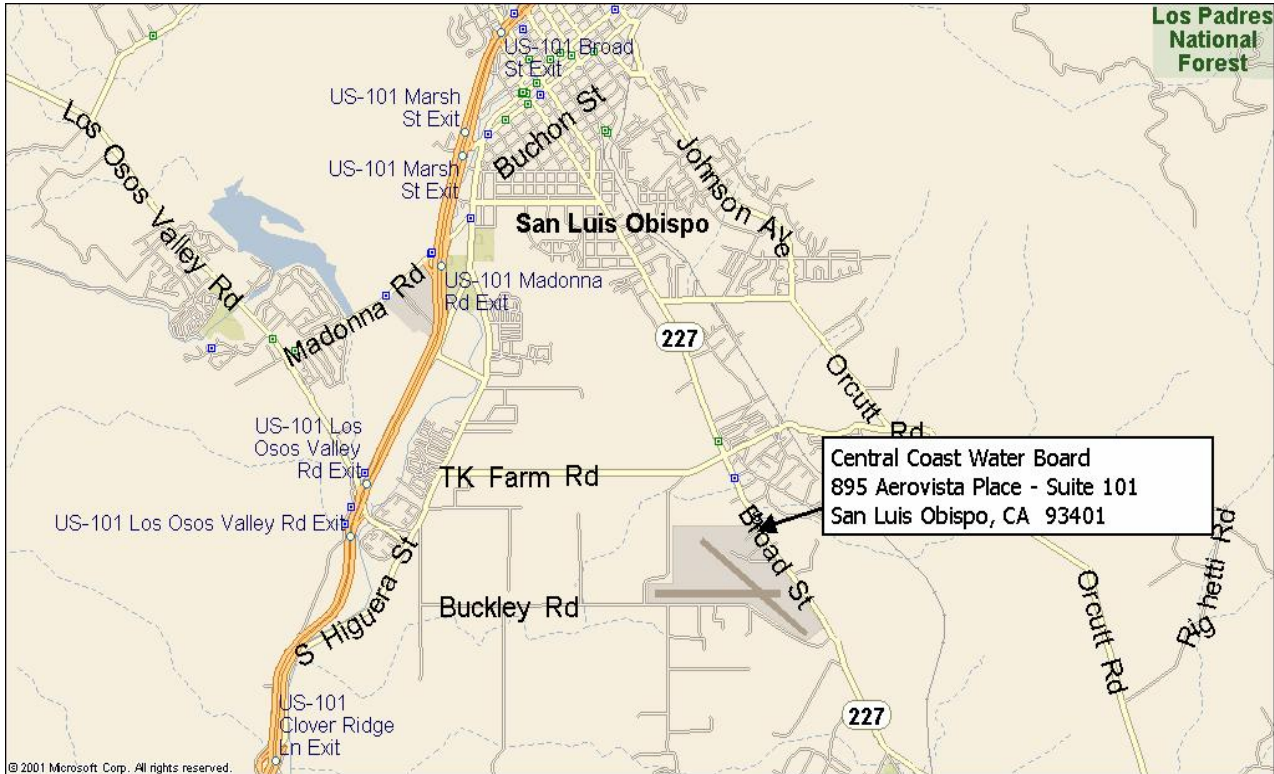 Los Padres
National
Forest
US-101 Broad
St Exit
US-101 Marsh
St Exit
Buchon St
Los Osos Valley Rd
US-101 Marsh
St Exit
Johnson Ave
San Luis Obispo
Madonna Rd
US-101 Madonna
Rd Exit
227
Orcutt Rd
US-101 Los
Osos Valley
Rd Exit
TK Farm Rd
Central Coast Water Board
895 Aerovista Place - Suite 101
San Luis Obispo, CA 93401
US-101 Los Osos Valley Rd Exit
Broad St
S Higuera St
Buckley Rd
Orcutt Rd
Righetti Rd
US-101
Clover Ridge
Ln Exit
227
© 2001 Microsoft Corp. All rights reserved.